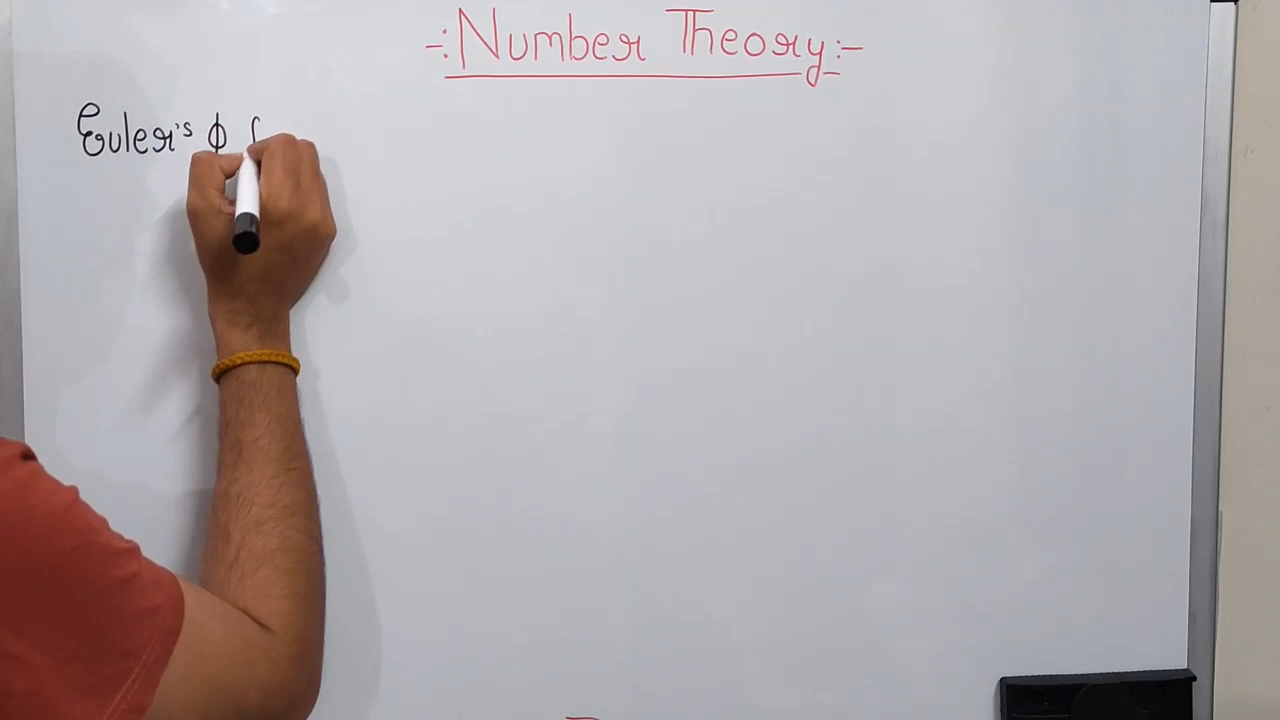 -: Number Theory :-
Euler's ϕ f